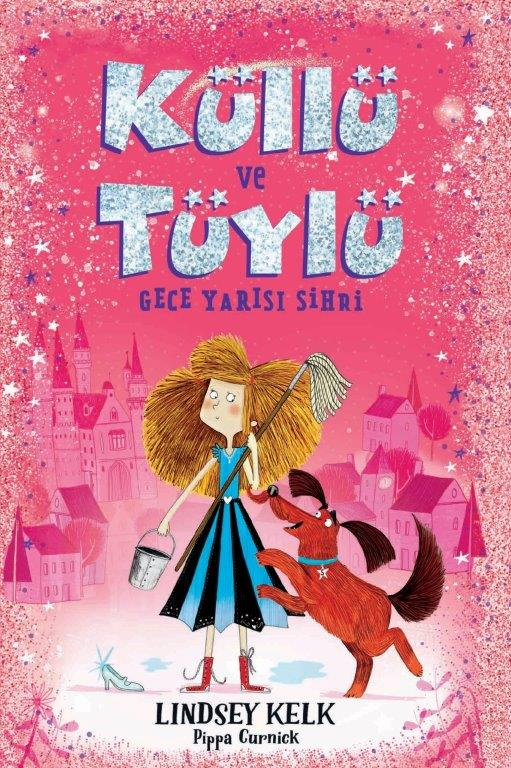 Küllü
ve
Tüylü
GECE YARISI SİHRİ
LINDSEY KELK
Pippa Curnick